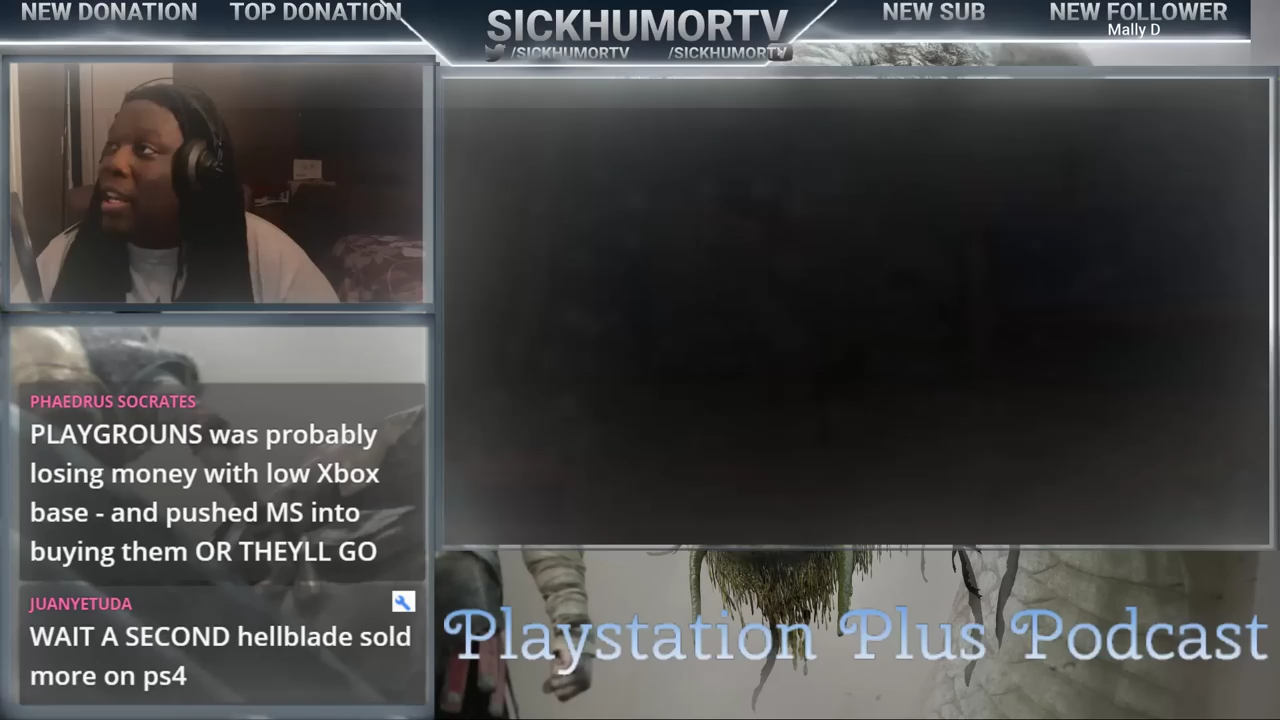 NEW DONATION
TOP DONATION
SICKHUMORTV
/SICKHUMORTV
/SICKHUMORTV
NEW SUB
NEW FOLLOWER
Mally D
PHAEDRUS SOCRATES
PLAYGROUNS was probably
losing money with low Xbox
base - and pushed MS into
buying them OR THEYLL GO
JUANYETUDA
WAIT A SECOND hellblade sold
more on ps4
Playstation Plus Podcast